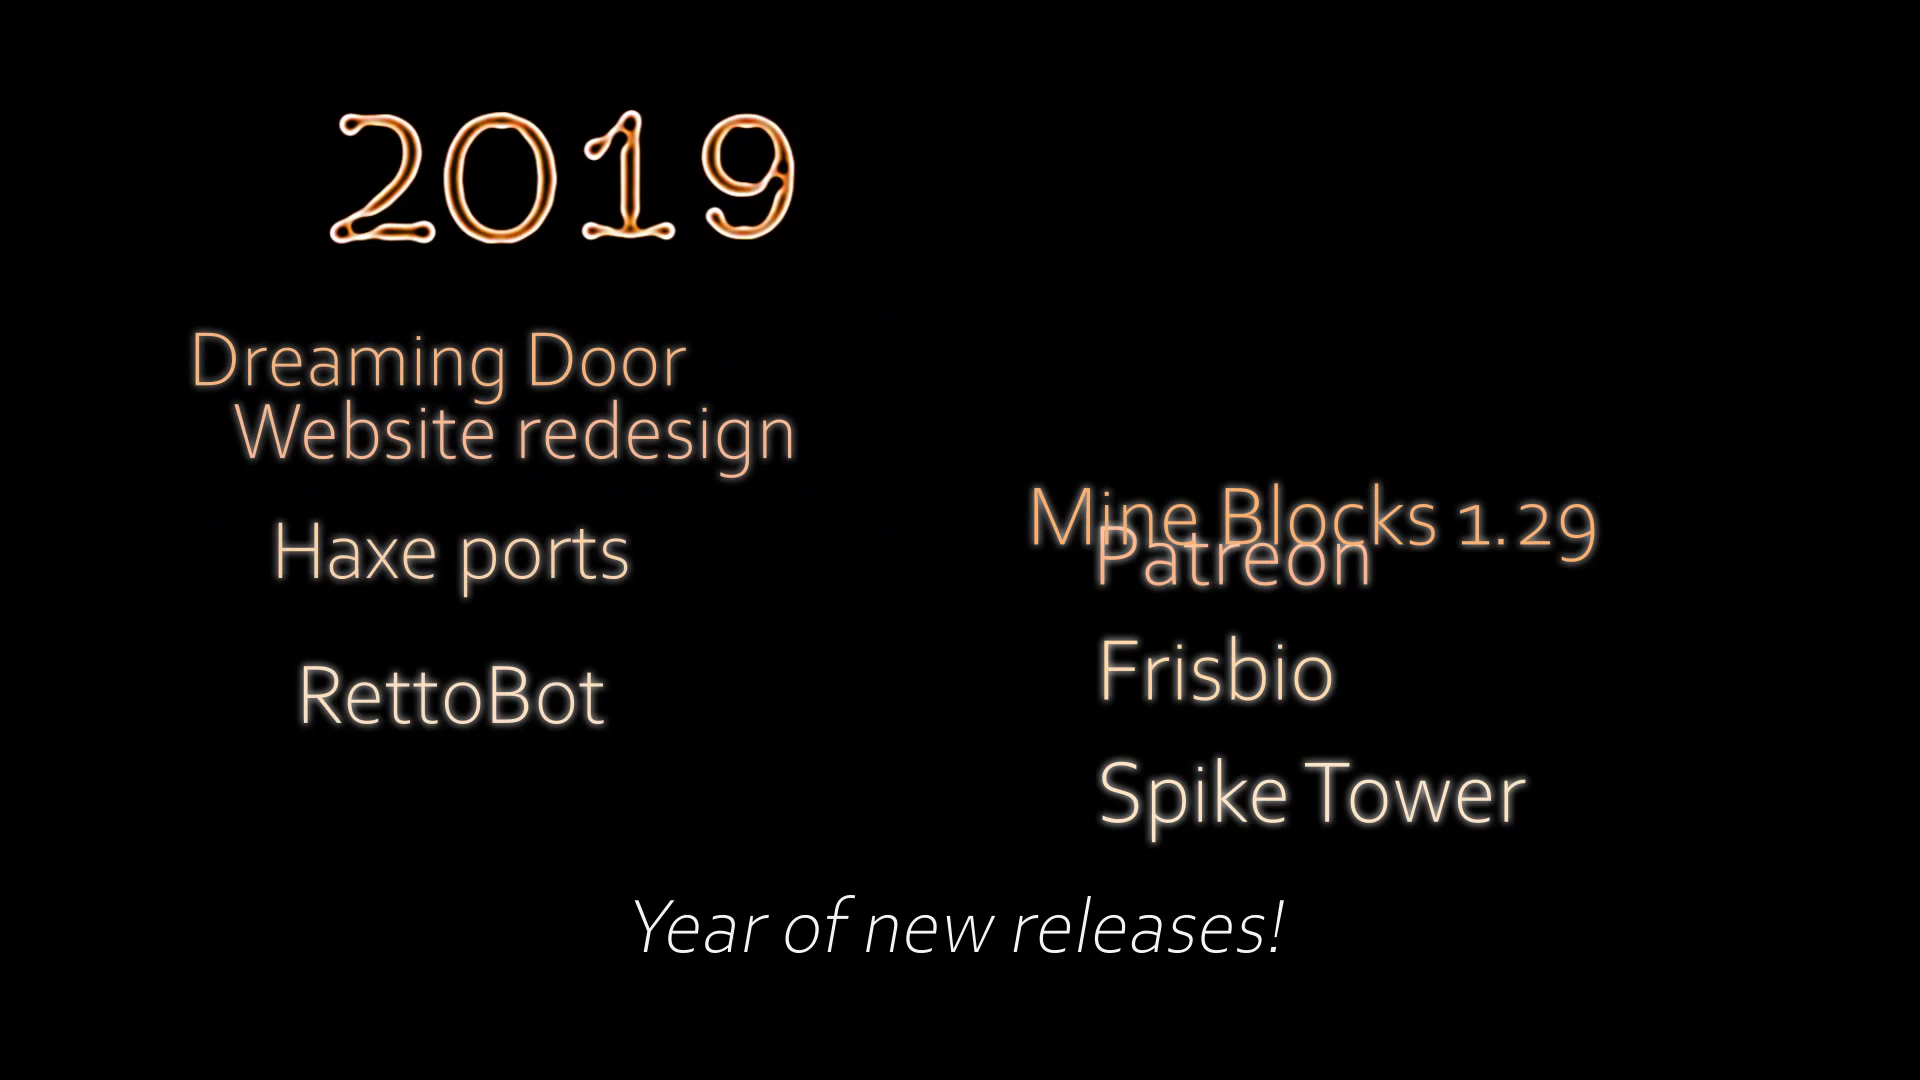 2019
Dreaming Door
Website redesign
Haxe ports
RettoBot
Mine Blocks 1.29
Patreon
Frisbio
Spike Tower
Year of new releases!